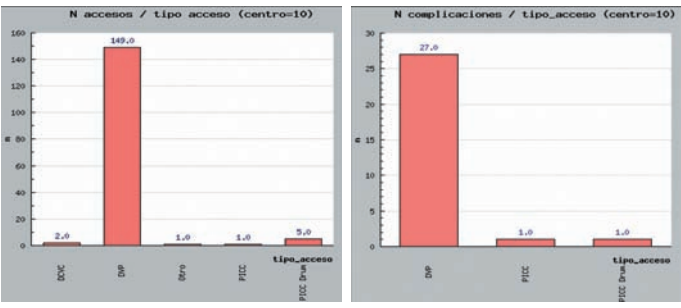 N accesos / tipo acceso (centro=10)
160
140
120
100
80
60
40
20
0
n
149.0
2.0
1.0
1.0
5.0
tipo_acceso
DCVC
DVP
Otro
PICC
PICC Drum
N complicaciones / tipo_acceso (centro=10)
30
25
20
15
10
5
0
n
27.0
1.0
1.0
tipo_acceso
DVP
PICC
PICC Drum